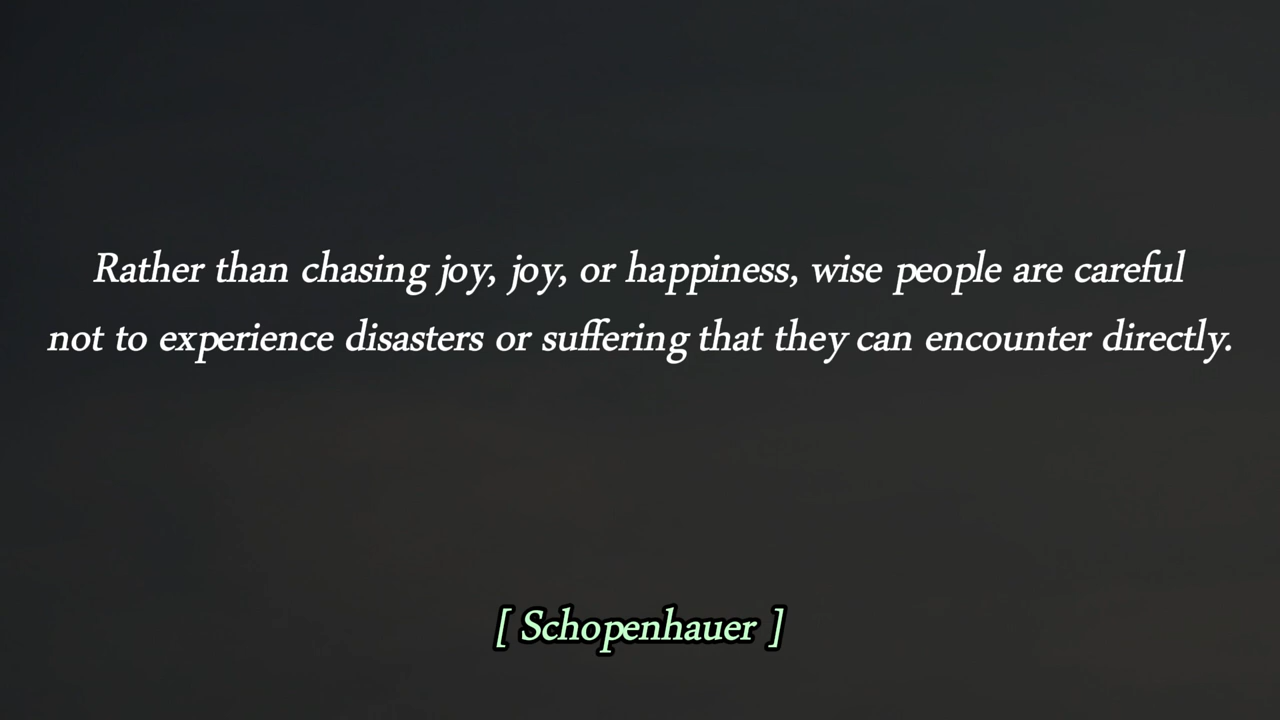 Rather than chasing joy, joy, or happiness, wise people are careful
not to experience disasters or suffering that they can encounter directly.
[ Schopenhauer ]